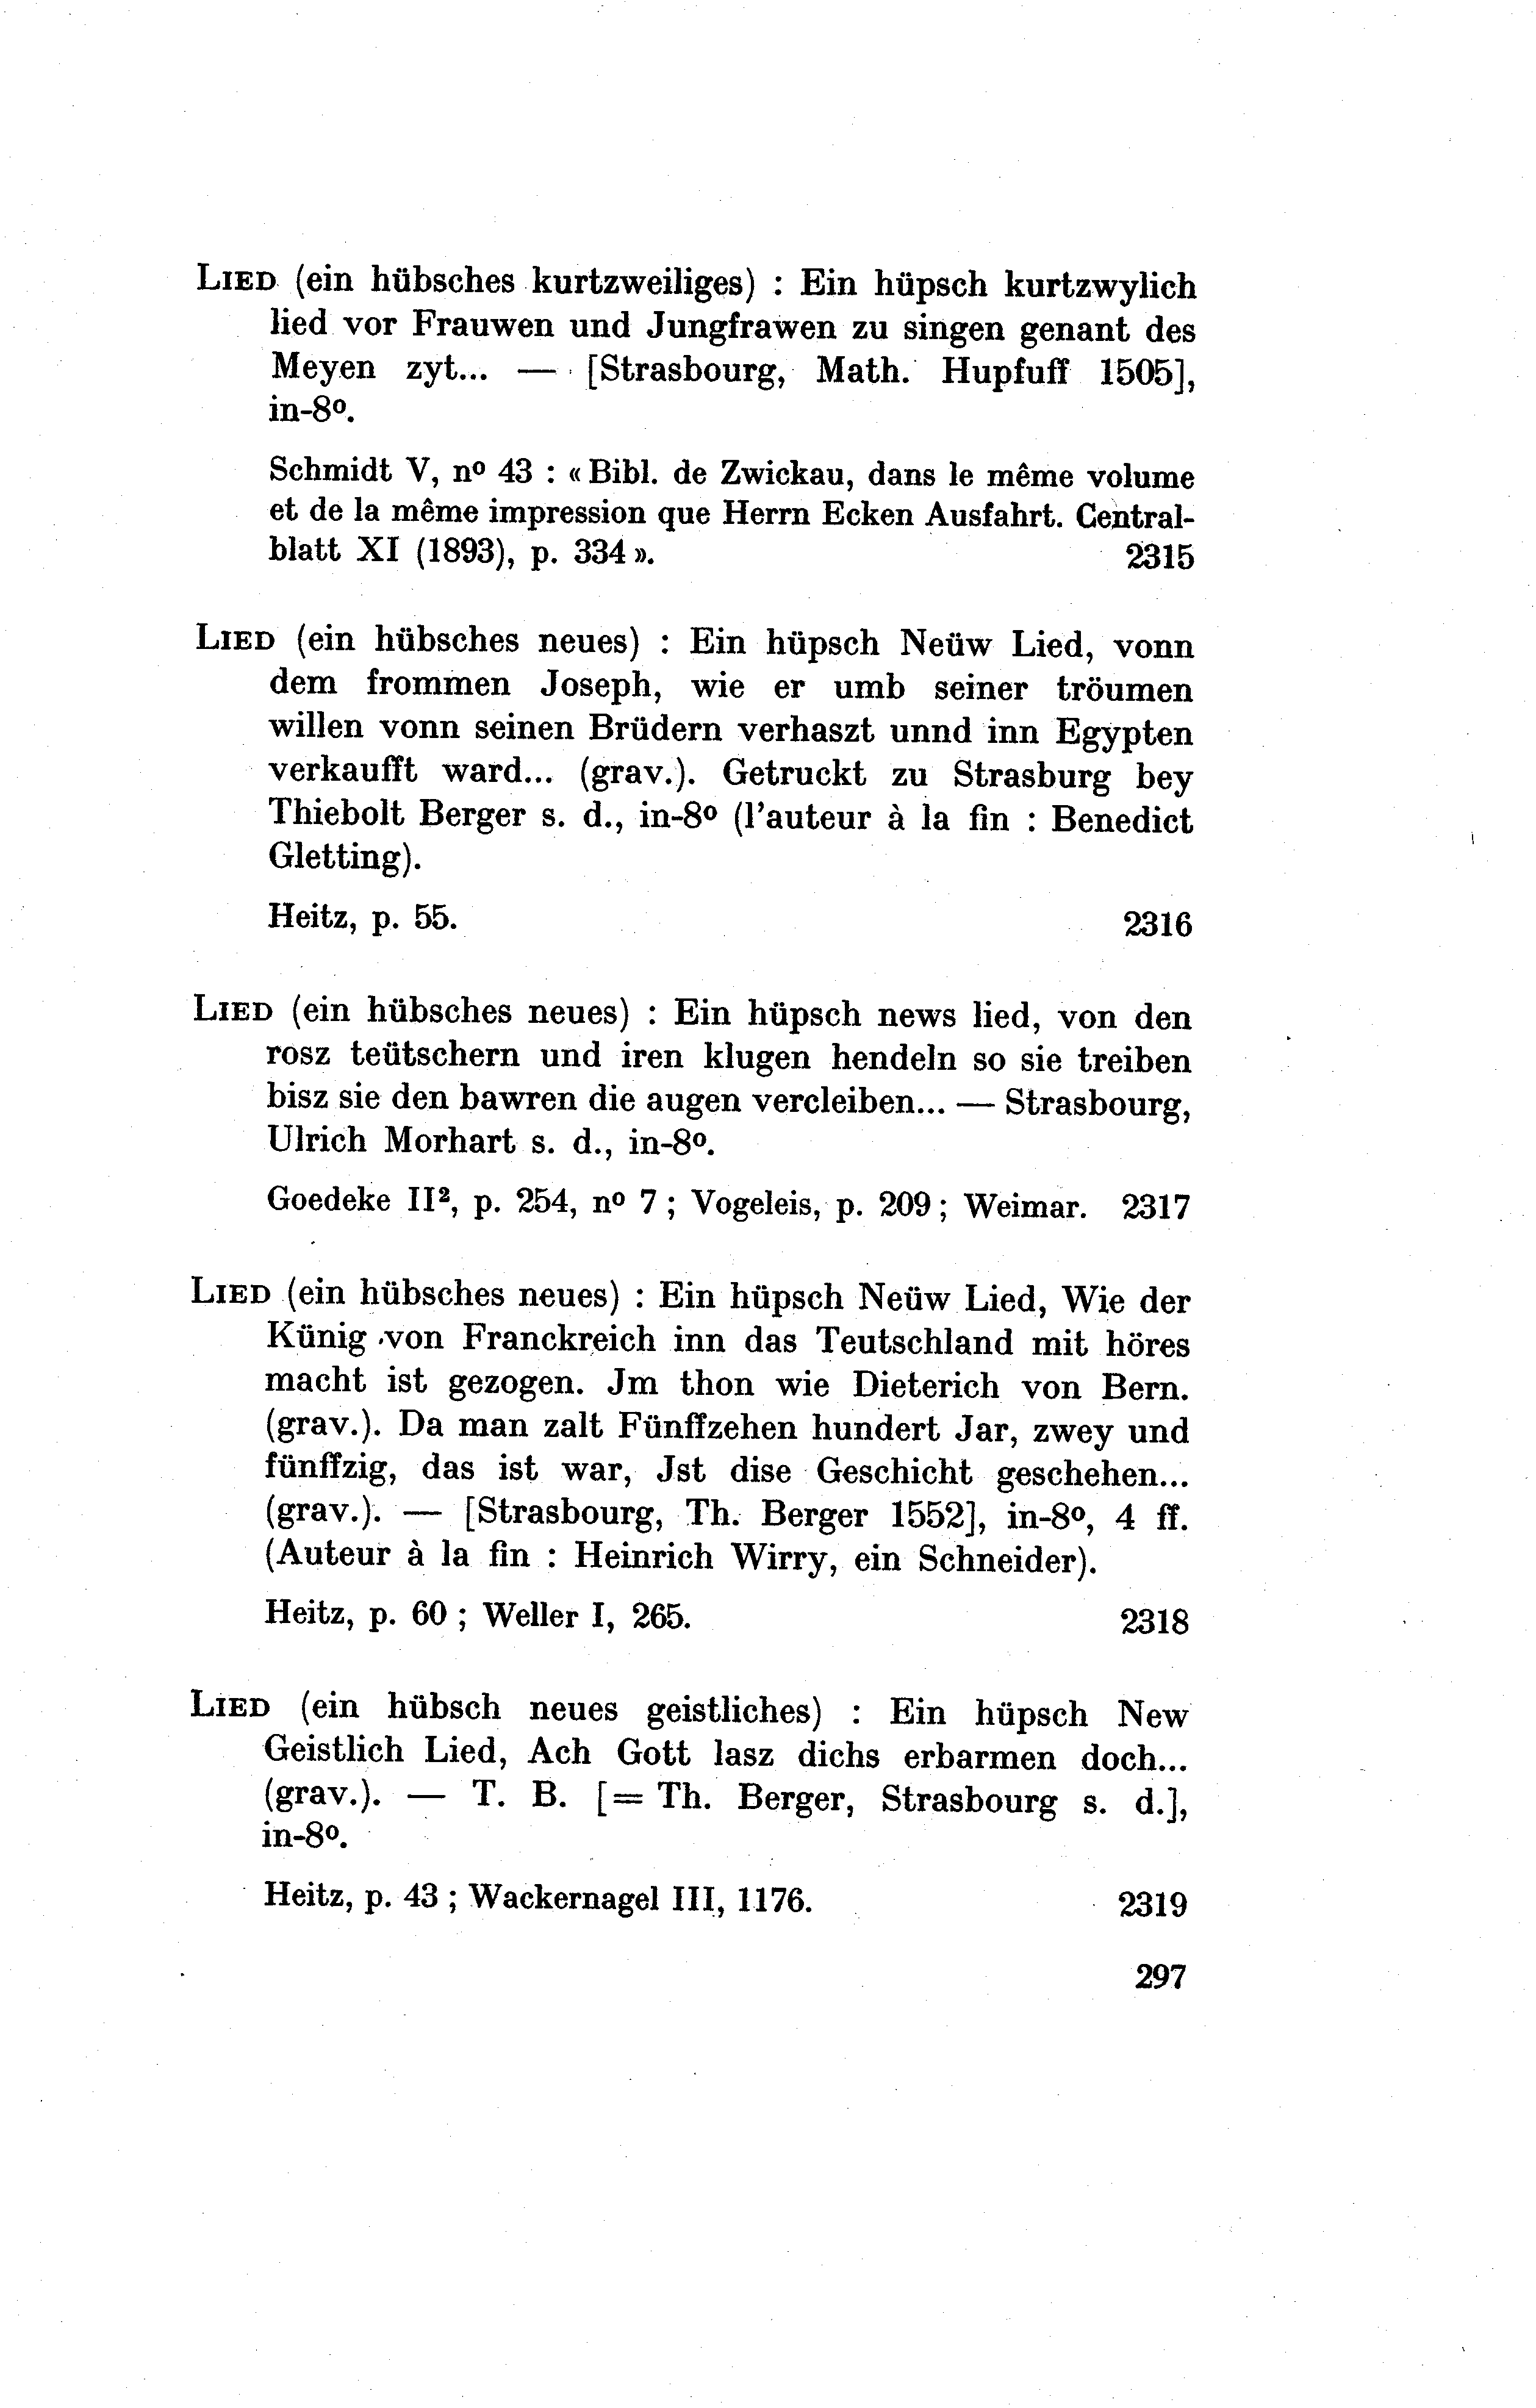 LIED (ein hübsches kurtzweiliges) : Ein hüpsch kurtzwylich
lied vor Frauwen und Jungfrawen zu singen genant des
Meyen zyt... — [Strasbourg, Math. Hupfuff 1505],
in-8º.
Schmidt V, nº 43 : « Bibl. de Zwickau, dans le même volume
et de la même impression que Herrn Ecken Ausfahrt. Central-
blatt XI (1893), p. 334 ». 2315
LIED (ein hübsches neues) : Ein hüpsch Neüw Lied, vonn
dem frommen Joseph, wie er umb seiner tröumen
willen vonn seinen Brüdern verhaszt unnd inn Egypten
verkaufft ward... (grav.). Getruckt zu Strasburg bey
Thiebolt Berger s. d., in-8º (l'auteur à la fin : Benedict
Gletting).
Heitz, p. 55. 2316
LIED (ein hübsches neues) : Ein hüpsch news lied, von den
rosz teütschern und iren klugen hendeln so sie treiben
bisz sie den bawren die augen vercleiben... — Strasbourg,
Ulrich Morhart s. d., in-8º.
Goedeke II², p. 254, nº 7 ; Vogeleis, p. 209 ; Weimar. 2317
LIED (ein hübsches neues) : Ein hüpsch Neüw Lied, Wie der
Künig von Franckreich inn das Teutschland mit höres
macht ist gezogen. Jm thon wie Dieterich von Bern.
(grav.). Da man zalt Fünffzehen hundert Jar, zwey und
fünffzig, das ist war, Jst dise Geschicht geschehen...
(grav.). — [Strasbourg, Th. Berger 1552], in-8º, 4 ff.
(Auteur à la fin : Heinrich Wirry, ein Schneider).
Heitz, p. 60 ; Weller I, 265. 2318
LIED (ein hübsch neues geistliches) : Ein hüpsch New
Geistlich Lied, Ach Gott lasz dichs erbarmen doch...
(grav.). — T. B. [= Th. Berger, Strasbourg s. d.],
in-8º.
Heitz, p. 43 ; Wackernagel III, 1176. 2319
297